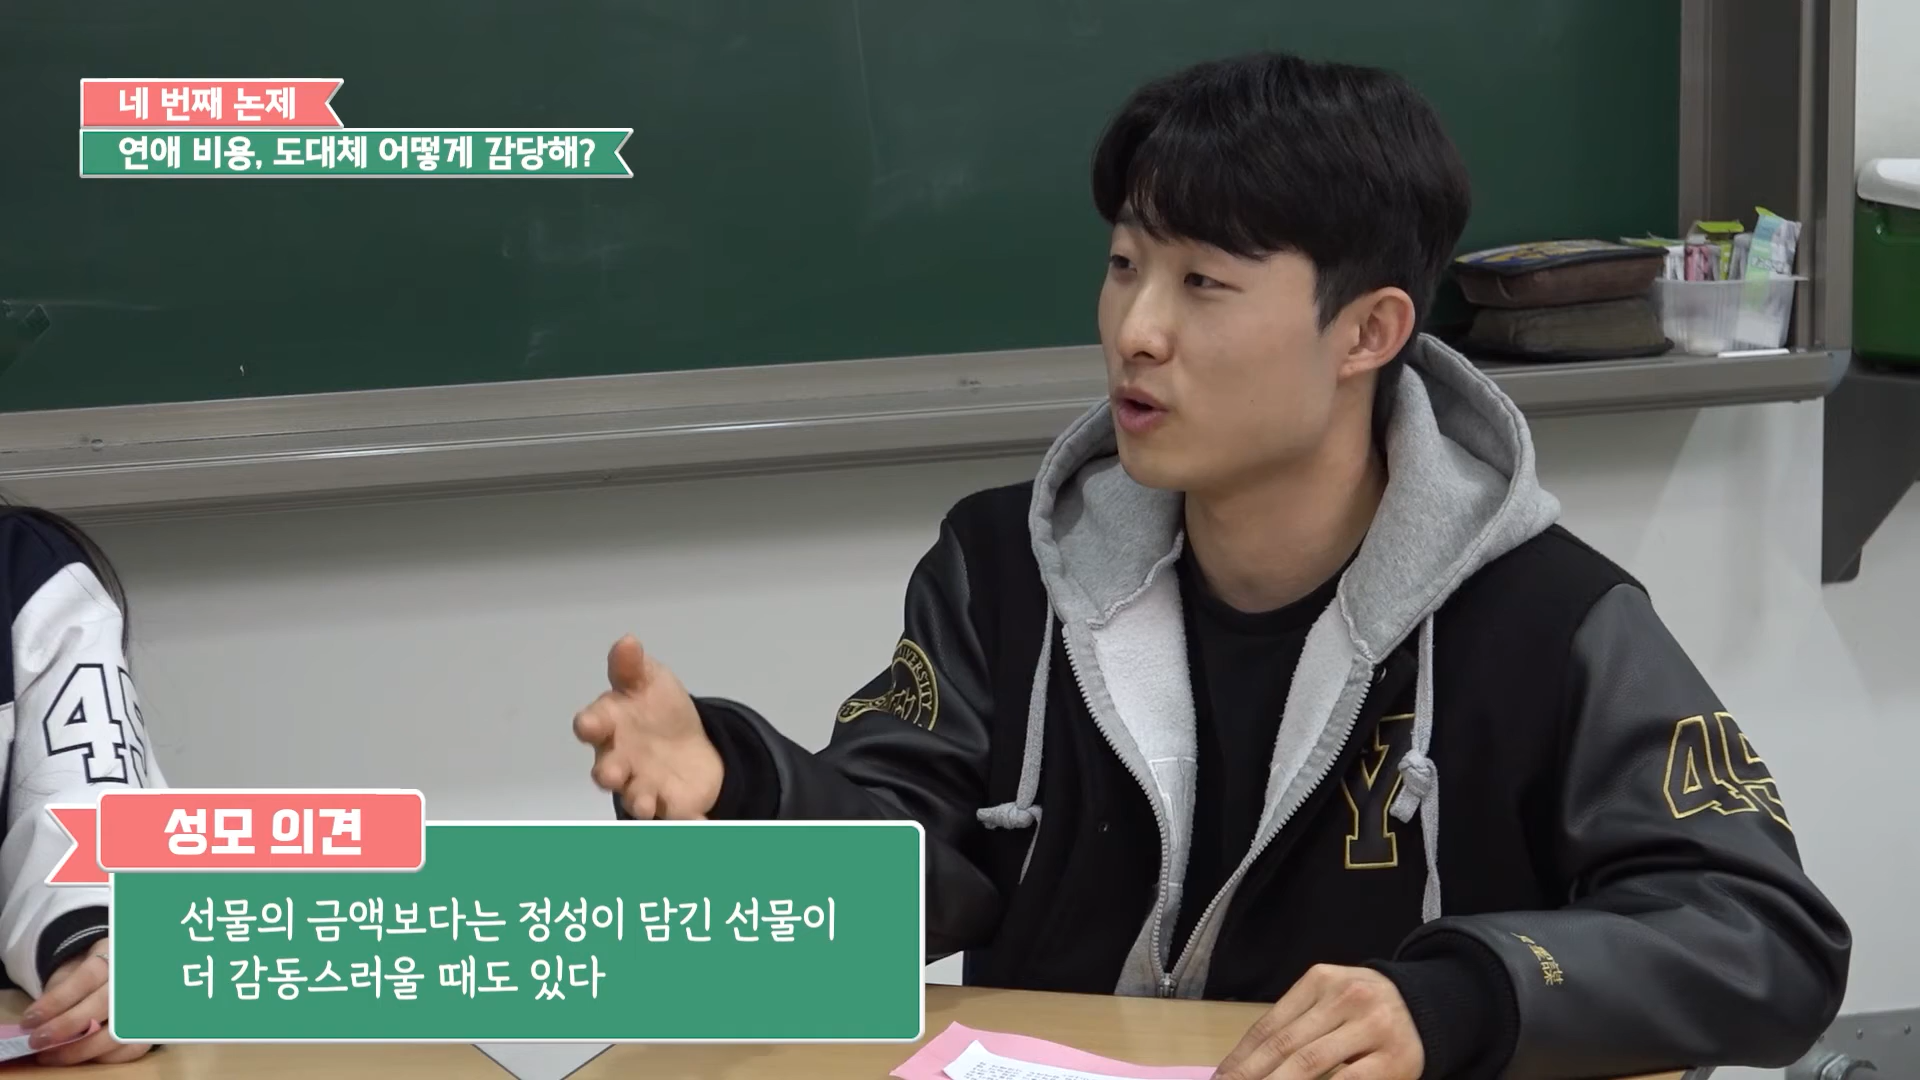 네 번째 논제
연애 비용, 도대체 어떻게 감당해?
45
Y
45
성모 의견
선물의 금액보다는 정성이 담긴 선물이
더 감동스러울 때도 있다